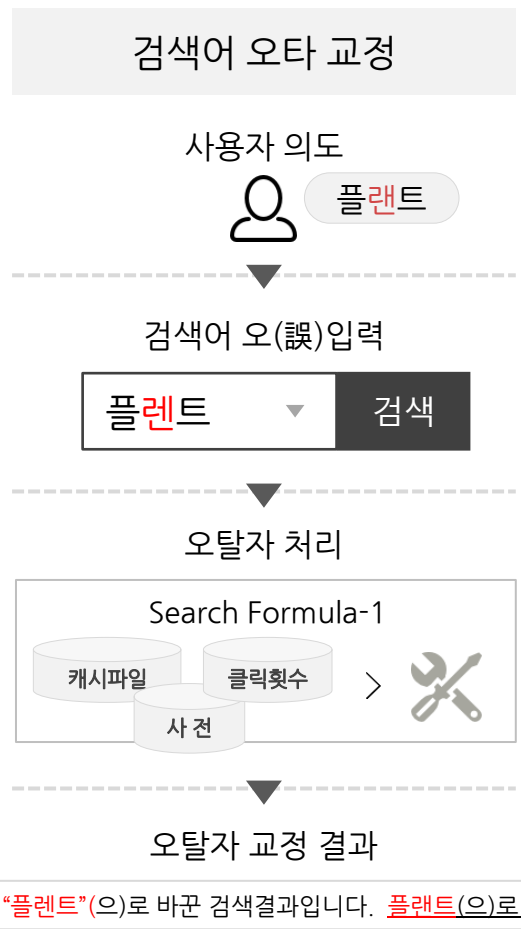 검색어 오타 교정
사용자 의도
플랜트
검색어 오(誤)입력
플렌트 검색
오탈자 처리
Search Formula-1
캐시파일 클릭횟수
사 전
오탈자 교정 결과
“플렌트”(으)로 바꾼 검색결과입니다. 플랜트(으)로